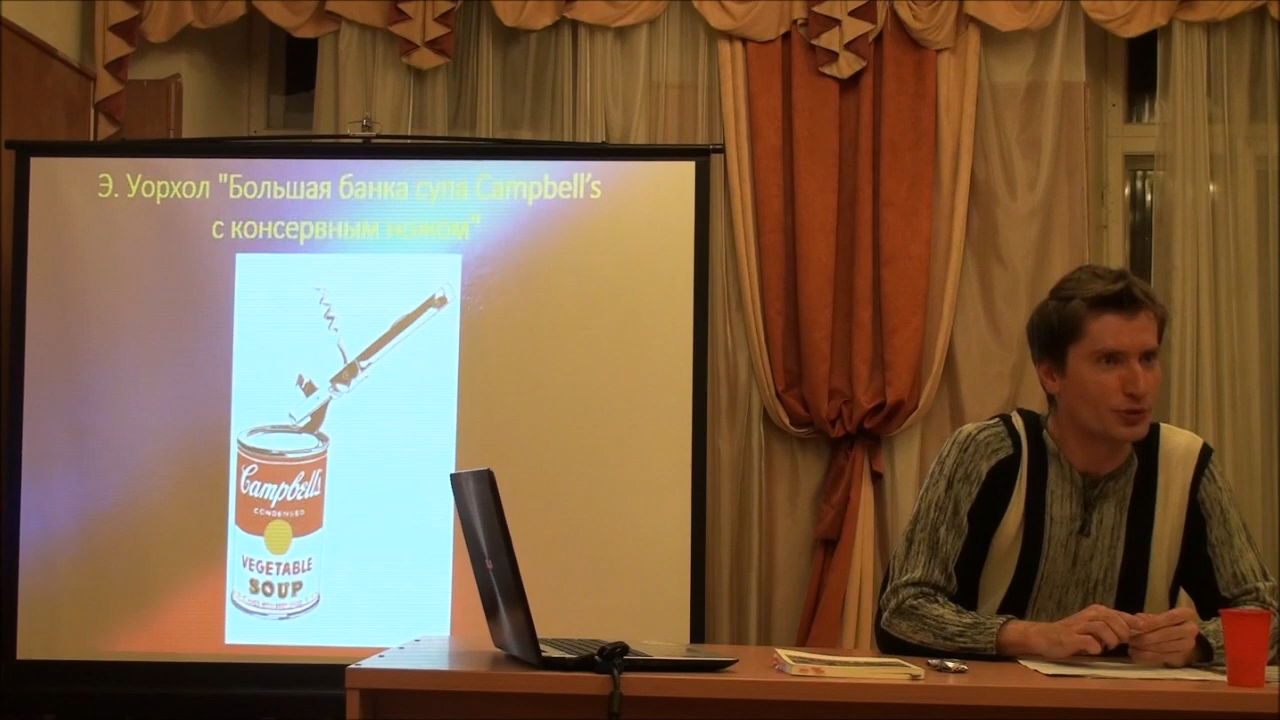 Э. Уорхол "Большая банка супа Campbell's
с консервным ножом"
Campbell's
CONDENSED
VEGETABLE
SOUP